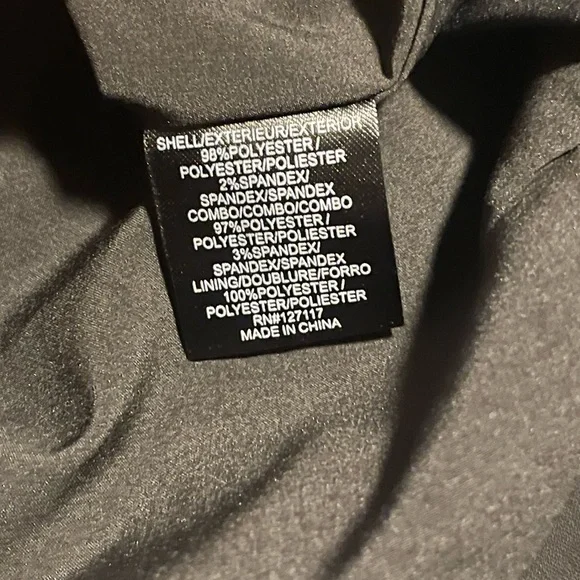 SHELL/EXTERIEUR/EXTERIOR
98%POLYESTER/
POLYESTER/POLIESTER
2%SPANDEX/
SPANDEX/SPANDEX
COMBO/COMBO/COMBO
97%POLYESTER/
POLYESTER/POLIESTER
3%SPANDEX/
SPANDEX/SPANDEX
LINING/DOUBLURE/FORRO
100%POLYESTER/
POLYESTER/POLIESTER
RN#127117
MADE IN CHINA